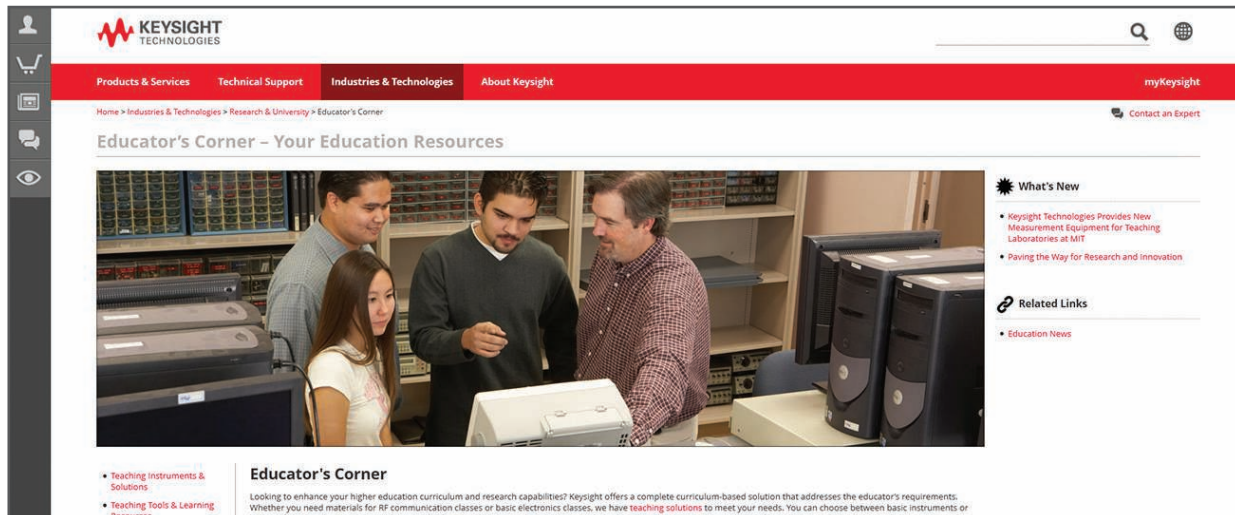 KEYSIGHT
TECHNOLOGIES
Products & Services
Technical Support
Industries & Technologies
About Keysight
myKeysight
Home > Industries & Technologies > Research & University > Educator's Corner
Contact an Expert
Educator's Corner – Your Education Resources
What's New
Keysight Technologies Provides New
Measurement Equipment for Teaching
Laboratories at MIT
Paving the Way for Research and Innovation
Related Links
Education News
Teaching Instruments &
Solutions
Teaching Tools & Learning
Educator's Corner
Looking to enhance your higher education curriculum and research capabilities? Keysight offers a complete curriculum-based solution that addresses the educator's requirements.
Whether you need materials for RF communication classes or basic electronics classes, we have teaching solutions to meet your needs. You can choose between basic instruments or